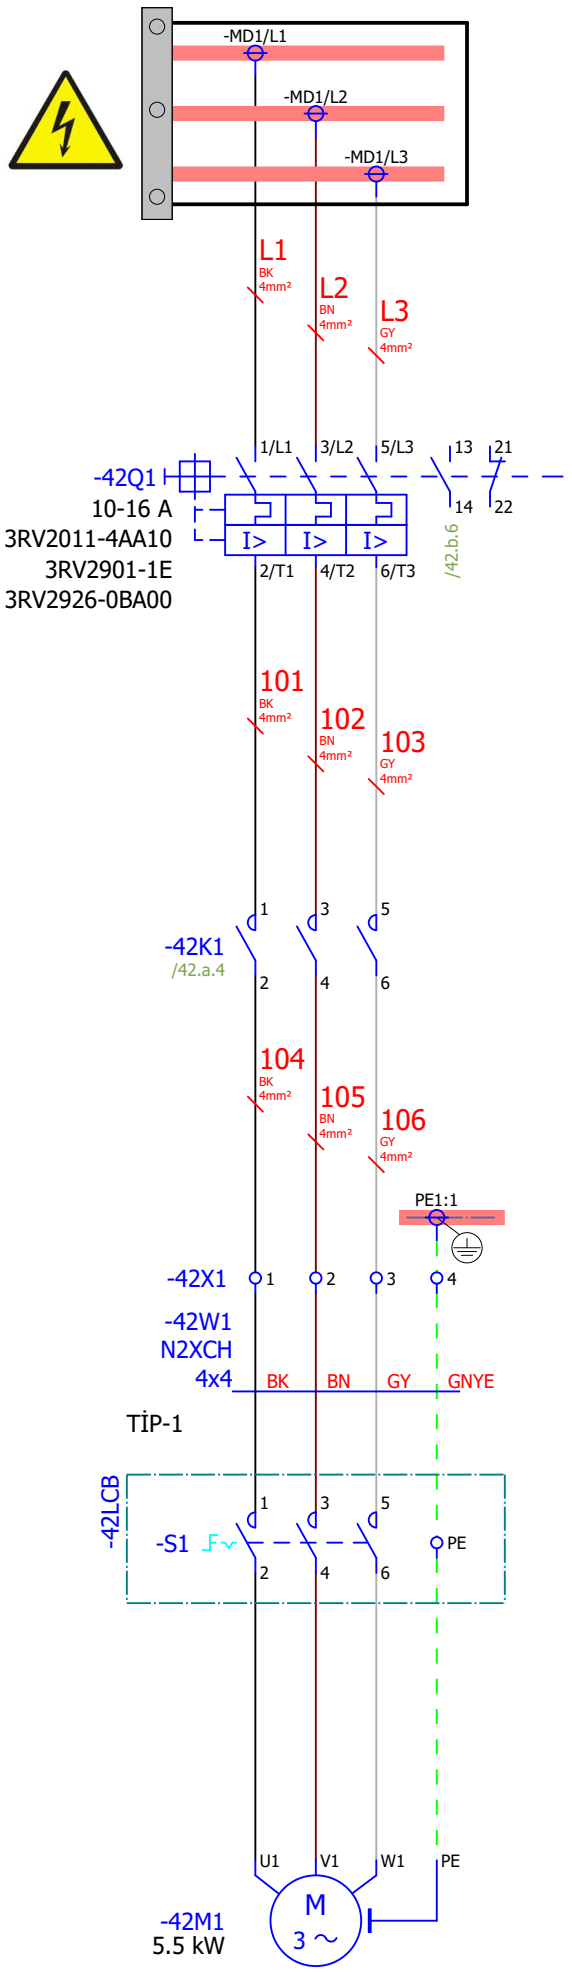 -MD1/L1
-MD1/L2
-MD1/L3
L1
BK
4mm²
L2
BN
4mm²
L3
GY
4mm²
1/L1 3/L2 5/L3 13 21
-42Q1
10-16 A
14 22
3RV2011-4AA10
I> I> I>
/42.b.6
3RV2901-1E
2/T1 4/T2 6/T3
3RV2926-0BA00
101
BK
4mm²
102
BN
4mm²
103
GY
4mm²
1 3 5
-42K1
/42.a.4
2 4 6
104
BK
4mm²
105
BN
4mm²
106
GY
4mm²
PE1:1
-42X1 1 2 3 4
-42W1
N2XCH
4x4 BK BN GY GNYE
TİP-1
-42LCB
1 3 5
-S1 PE
2 4 6
U1 V1 W1 PE
M
3 ~
-42M1
5.5 kW